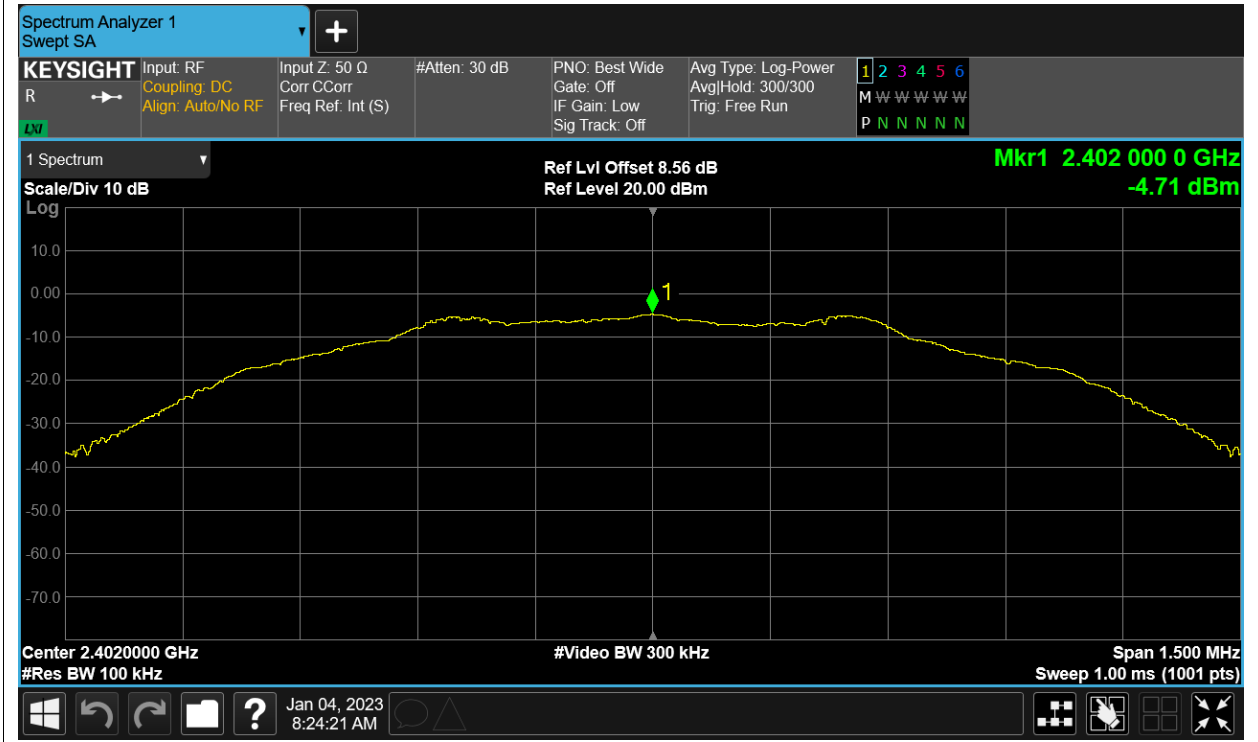 Spectrum Analyzer 1
Swept SA
KEYSIGHT
R
LXI
Input: RF
Coupling: DC
Align: Auto/No RF
Input Z: 50 Ω
Corr CCorr
Freq Ref: Int (S)
#Atten: 30 dB
PNO: Best Wide
Gate: Off
IF Gain: Low
Sig Track: Off
Avg Type: Log-Power
Avg|Hold: 300/300
Trig: Free Run
1 2 3 4 5 6
M W W W W W
P N N N N N
1 Spectrum
Scale/Div 10 dB
Ref Lvl Offset 8.56 dB
Ref Level 20.00 dBm
Mkr1 2.402 000 0 GHz
-4.71 dBm
Log
10.0
0.00
-10.0
-20.0
-30.0
-40.0
-50.0
-60.0
-70.0
1
Center 2.4020000 GHz
#Res BW 100 kHz
#Video BW 300 kHz
Span 1.500 MHz
Sweep 1.00 ms (1001 pts)
?
Jan 04, 2023
8:24:21 AM